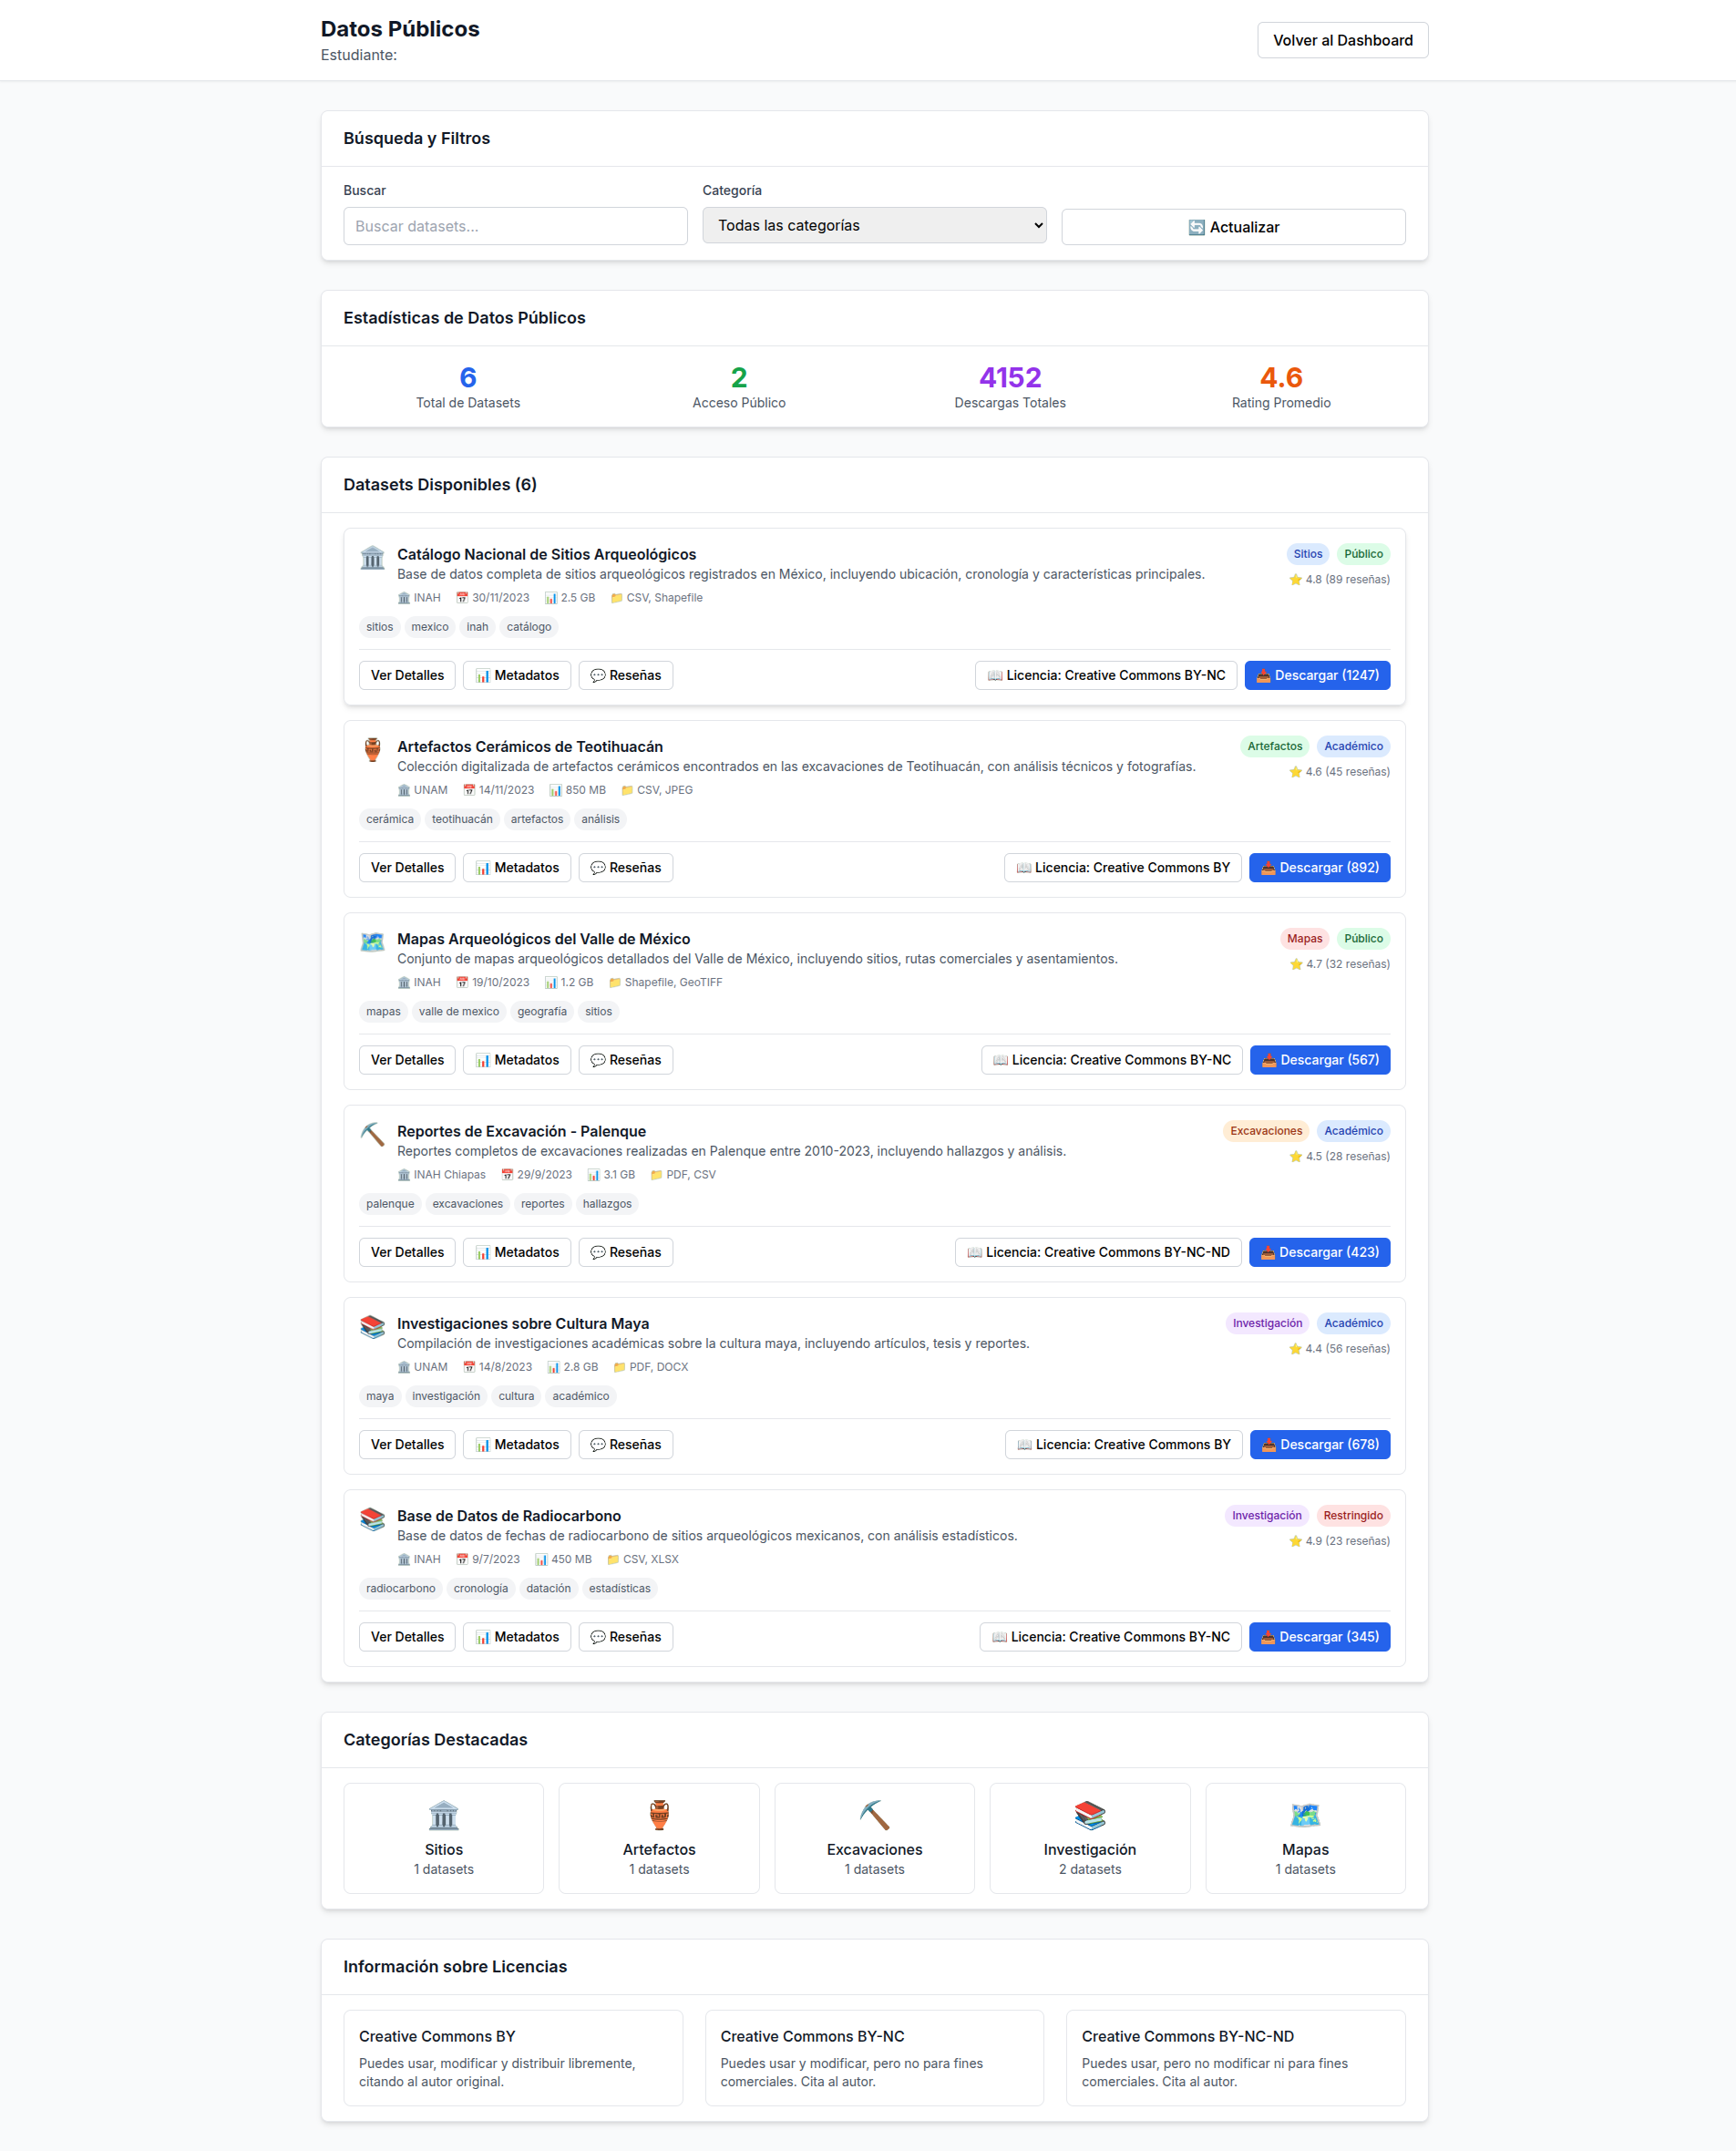 Datos Públicos
Estudiante:
Volver al Dashboard
Búsqueda y Filtros
Buscar
Categoría
Buscar datasets...
Todas las categorías
Actualizar
Estadísticas de Datos Públicos
6
2
4152
4.6
Total de Datasets
Acceso Público
Descargas Totales
Rating Promedio
Datasets Disponibles (6)
Catálogo Nacional de Sitios Arqueológicos
Sitios Público
Base de datos completa de sitios arqueológicos registrados en México, incluyendo ubicación, cronología y características principales.
4.8 (89 reseñas)
INAH 30/11/2023 2.5 GB CSV, Shapefile
sitios mexico inah catálogo
Ver Detalles Metadatos Reseñas Licencia: Creative Commons BY-NC Descargar (1247)
Artefactos Cerámicos de Teotihuacán
Artefactos Académico
Colección digitalizada de artefactos cerámicos encontrados en las excavaciones de Teotihuacán, con análisis técnicos y fotografías.
4.6 (45 reseñas)
UNAM 14/11/2023 850 MB CSV, JPEG
cerámica teotihuacán artefactos análisis
Ver Detalles Metadatos Reseñas Licencia: Creative Commons BY Descargar (892)
Mapas Arqueológicos del Valle de México
Mapas Público
Conjunto de mapas arqueológicos detallados del Valle de México, incluyendo sitios, rutas comerciales y asentamientos.
4.7 (32 reseñas)
INAH 19/10/2023 1.2 GB Shapefile, GeoTIFF
mapas valle de mexico geografía sitios
Ver Detalles Metadatos Reseñas Licencia: Creative Commons BY-NC Descargar (567)
Reportes de Excavación - Palenque
Excavaciones Académico
Reportes completos de excavaciones realizadas en Palenque entre 2010-2023, incluyendo hallazgos y análisis.
4.5 (28 reseñas)
INAH Chiapas 29/9/2023 3.1 GB PDF, CSV
palenque excavaciones reportes hallazgos
Ver Detalles Metadatos Reseñas Licencia: Creative Commons BY-NC-ND Descargar (423)
Investigaciones sobre Cultura Maya
Investigación Académico
Compilación de investigaciones académicas sobre la cultura maya, incluyendo artículos, tesis y reportes.
4.4 (56 reseñas)
UNAM 14/8/2023 2.8 GB PDF, DOCX
maya investigación cultura académico
Ver Detalles Metadatos Reseñas Licencia: Creative Commons BY Descargar (678)
Base de Datos de Radiocarbono
Investigación Restringido
Base de datos de fechas de radiocarbono de sitios arqueológicos mexicanos, con análisis estadísticos.
4.9 (23 reseñas)
INAH 9/7/2023 450 MB CSV, XLSX
radiocarbono cronología datación estadísticas
Ver Detalles Metadatos Reseñas Licencia: Creative Commons BY-NC Descargar (345)
Categorías Destacadas
Sitios
1 datasets
Artefactos
1 datasets
Excavaciones
1 datasets
Investigación
2 datasets
Mapas
1 datasets
Información sobre Licencias
Creative Commons BY
Puedes usar, modificar y distribuir libremente,
citando al autor original.
Creative Commons BY-NC
Puedes usar y modificar, pero no para fines
comerciales. Cita al autor.
Creative Commons BY-NC-ND
Puedes usar, pero no modificar ni para fines
comerciales. Cita al autor.